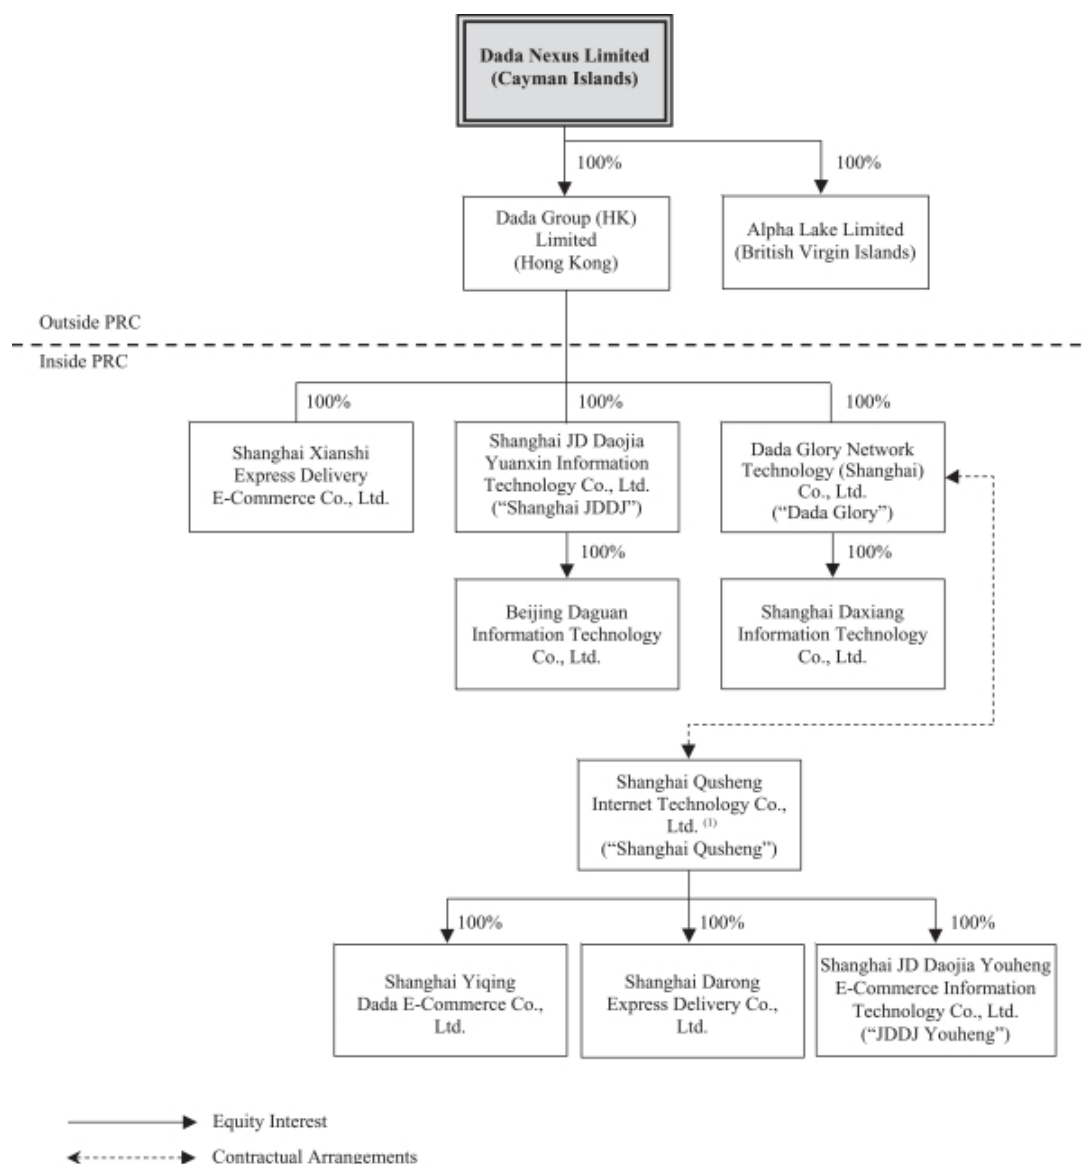 Dada Nexus Limited
(Cayman Islands)
100%
100%
Dada Group (HK)
Limited
(Hong Kong)
Alpha Lake Limited
(British Virgin Islands)
Outside PRC
Inside PRC
100%
100%
100%
Shanghai Xianshi
Express Delivery
E-Commerce Co., Ltd.
Shanghai JD Daojia
Yuanxin Information
Technology Co., Ltd.
(“Shanghai JDDJ”)
Dada Glory Network
Technology (Shanghai)
Co., Ltd.
(“Dada Glory”)
100%
100%
Beijing Daguan
Information Technology
Co., Ltd.
Shanghai Daxiang
Information Technology
Co., Ltd.
Shanghai Qusheng
Internet Technology Co.,
Ltd. (1)
(“Shanghai Qusheng”)
100%
100%
100%
Shanghai Yiqing
Dada E-Commerce Co.,
Ltd.
Shanghai Darong
Express Delivery Co.,
Ltd.
Shanghai JD Daojia Youheng
E-Commerce Information
Technology Co., Ltd.
(“JDDJ Youheng”)
Equity Interest
Contractual Arrangements